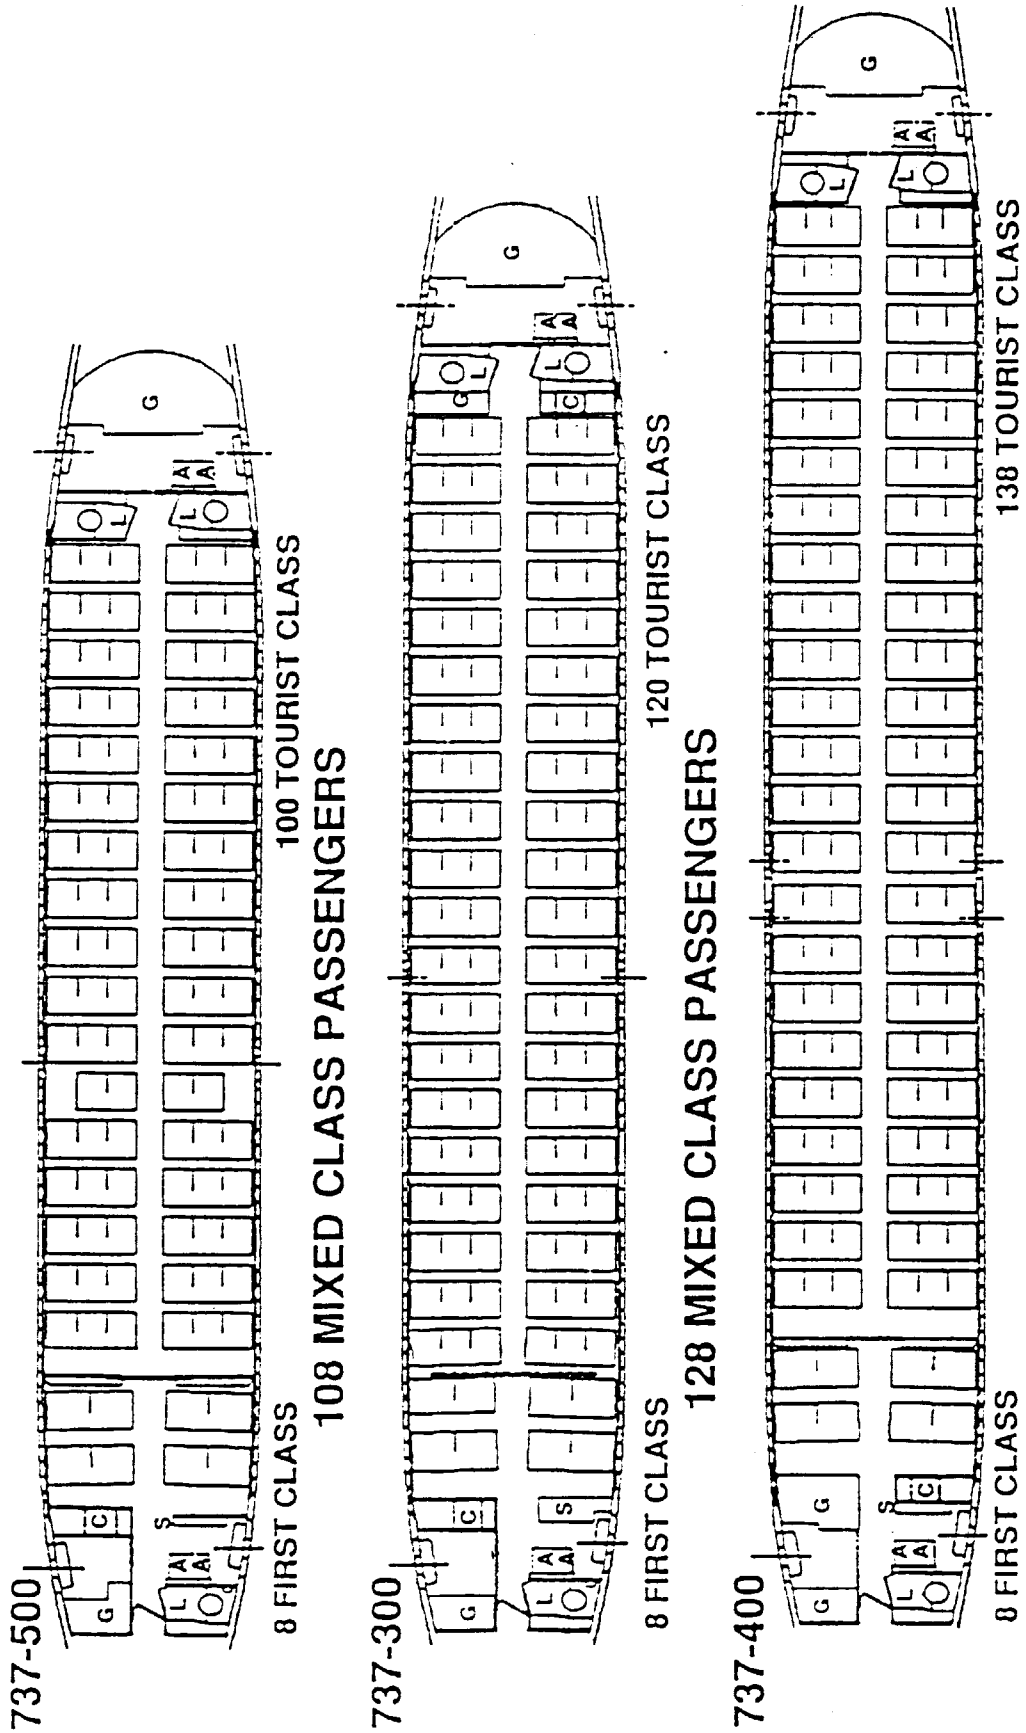 737-500
G
L
A
A
C
S
G
L
L
A
A
8 FIRST CLASS
100 TOURIST CLASS
108 MIXED CLASS PASSENGERS
737-300
G
L
A
A
C
S
G
C
L
L
A
A
G
8 FIRST CLASS
120 TOURIST CLASS
128 MIXED CLASS PASSENGERS
737-400
G
G
L
A
A
S
C
L
L
A
A
G
8 FIRST CLASS
138 TOURIST CLASS